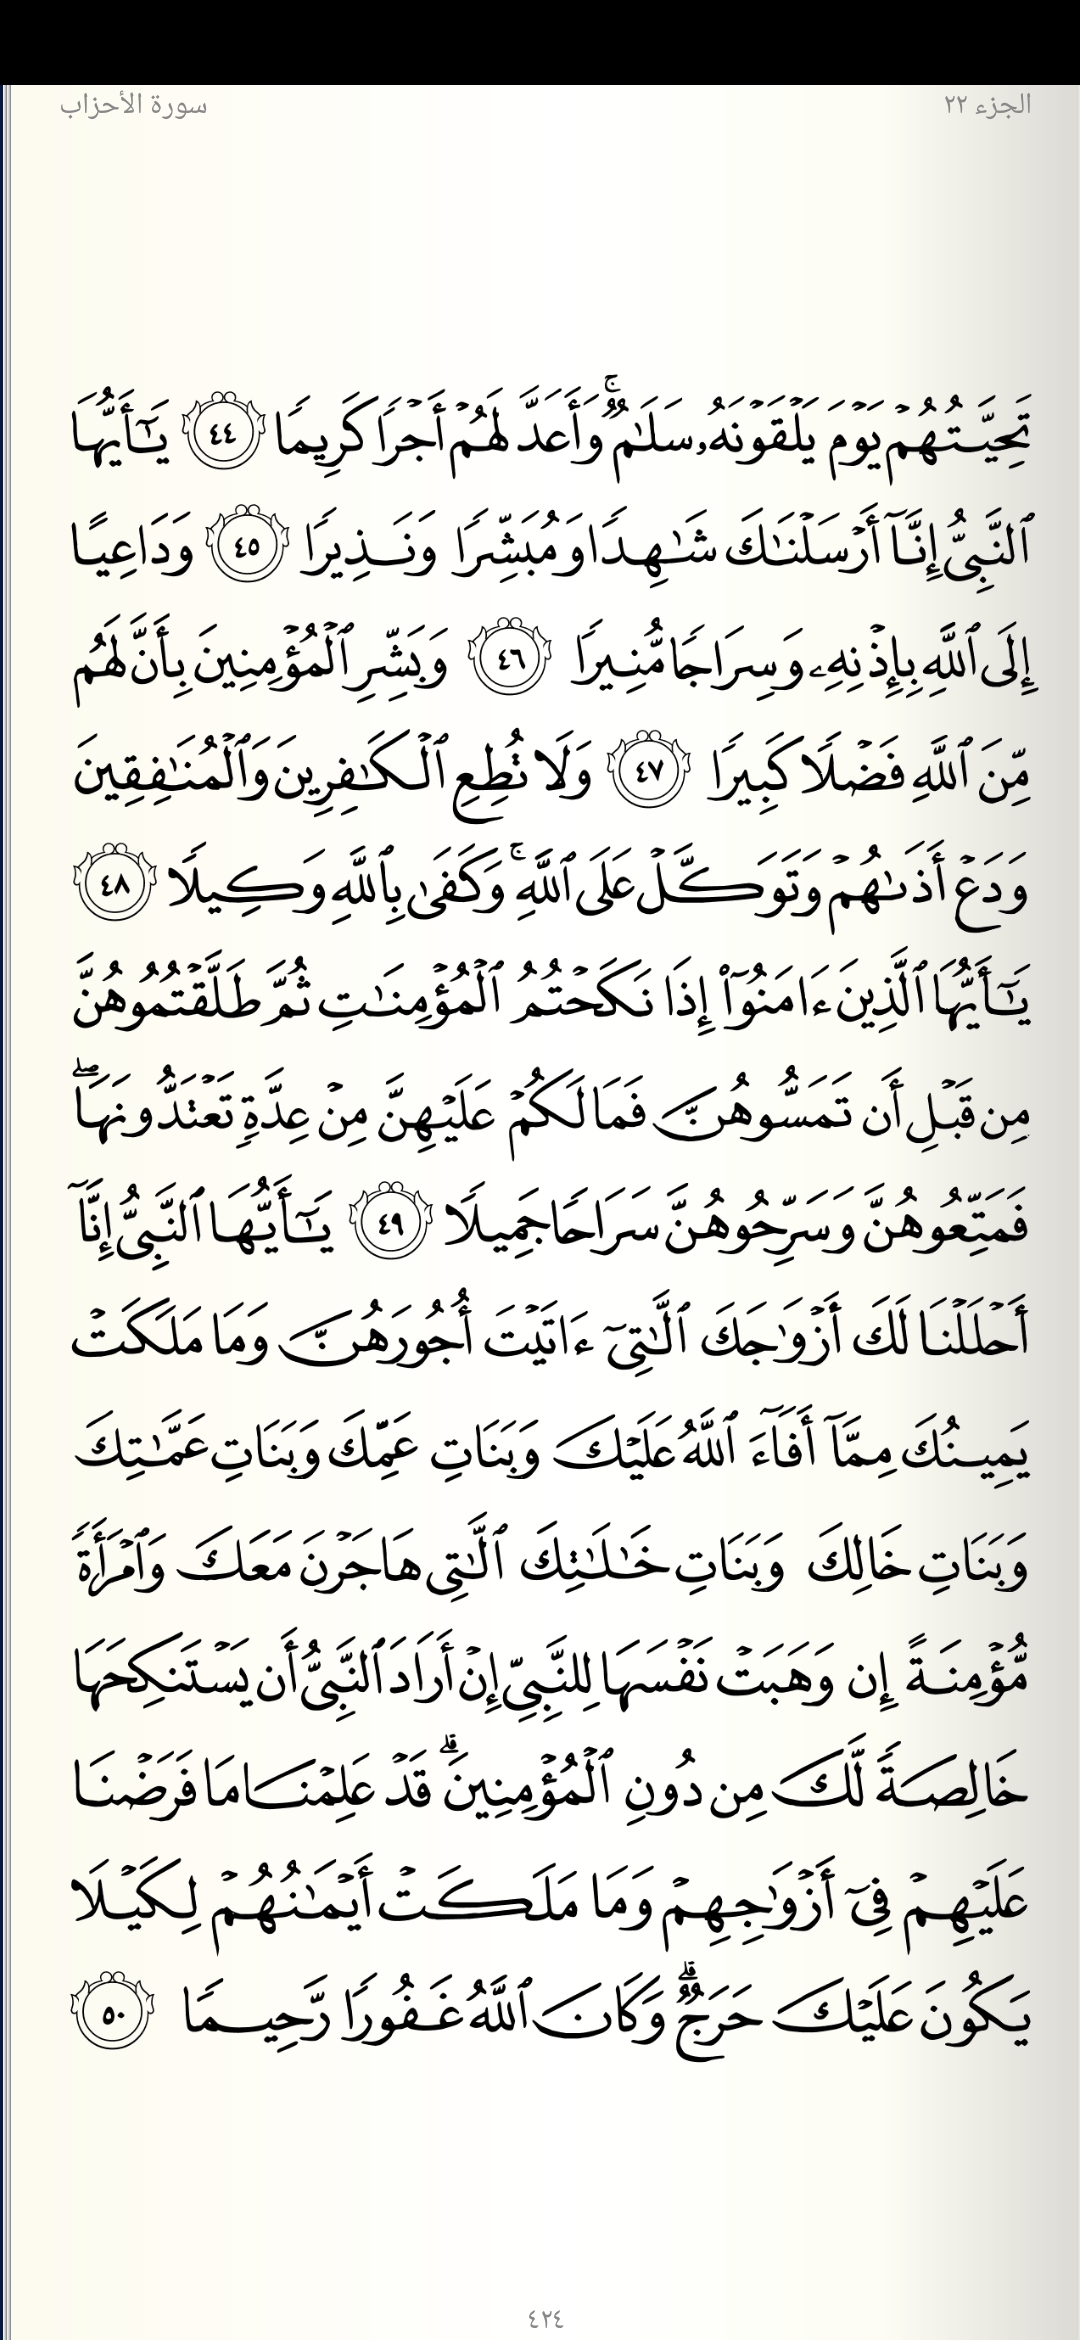 الجزء ٢٢
سورة الأحزاب
تَحِيَّتُهُمْ يَوْمَ يَلْقَوْنَهُۥ سَلَٰمٌۚ وَأَعَدَّ لَهُمْ أَجْرًا كَرِيمًا ٤٤ يَٰٓأَيُّهَا
ٱلنَّبِىُّ إِنَّآ أَرْسَلْنَٰكَ شَٰهِدًا وَمُبَشِّرًا وَنَذِيرًا ٤٥ وَدَاعِيًا
إِلَى ٱللَّهِ بِإِذْنِهِۦ وَسِرَاجًا مُّنِيرًا ٤٦ وَبَشِّرِ ٱلْمُؤْمِنِينَ بِأَنَّ لَهُم
مِّنَ ٱللَّهِ فَضْلًا كَبِيرًا ٤٧ وَلَا تُطِعِ ٱلْكَٰفِرِينَ وَٱلْمُنَٰفِقِينَ
وَدَعْ أَذَىٰهُمْ وَتَوَكَّلْ عَلَى ٱللَّهِۚ وَكَفَىٰ بِٱللَّهِ وَكِيلًا ٤٨
يَٰٓأَيُّهَا ٱلَّذِينَ ءَامَنُوٓا۟ إِذَا نَكَحْتُمُ ٱلْمُؤْمِنَٰتِ ثُمَّ طَلَّقْتُمُوهُنَّ
مِن قَبْلِ أَن تَمَسُّوهُنَّ فَمَا لَكُمْ عَلَيْهِنَّ مِنْ عِدَّةٍ تَعْتَدُّونَهَاۖ
فَمَتِّعُوهُنَّ وَسَرِّحُوهُنَّ سَرَاحًا جَمِيلًا ٤٩ يَٰٓأَيُّهَا ٱلنَّبِىُّ إِنَّآ
أَحْلَلْنَا لَكَ أَزْوَٰجَكَ ٱلَّٰتِىٓ ءَاتَيْتَ أُجُورَهُنَّ وَمَا مَلَكَتْ
يَمِينُكَ مِمَّآ أَفَآءَ ٱللَّهُ عَلَيْكَ وَبَنَاتِ عَمِّكَ وَبَنَاتِ عَمَّٰتِكَ
وَبَنَاتِ خَالِكَ وَبَنَاتِ خَٰلَٰتِكَ ٱلَّٰتِى هَاجَرْنَ مَعَكَ وَٱمْرَأَةً
مُّؤْمِنَةً إِن وَهَبَتْ نَفْسَهَا لِلنَّبِىِّ إِنْ أَرَادَ ٱلنَّبِىُّ أَن يَسْتَنكِحَهَا
خَالِصَةً لَّكَ مِن دُونِ ٱلْمُؤْمِنِينَۗ قَدْ عَلِمْنَا مَا فَرَضْنَا
عَلَيْهِمْ فِىٓ أَزْوَٰجِهِمْ وَمَا مَلَكَتْ أَيْمَٰنُهُمْ لِكَيْلَا
يَكُونَ عَلَيْكَ حَرَجٌۗ وَكَانَ ٱللَّهُ غَفُورًا رَّحِيمًا ٥٠
٤٢٤